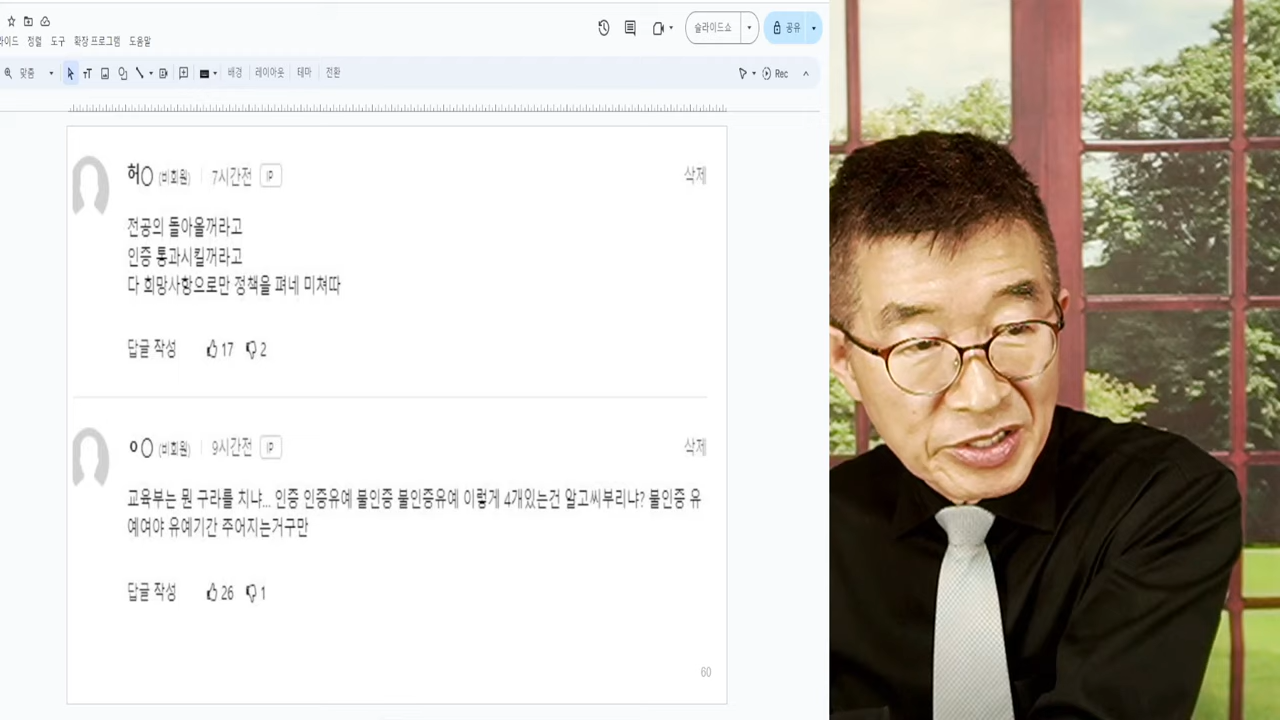 라이드 정렬 도구 확장 프로그램 도움말
슬라이드쇼
공유
맞춤
배경 레이아웃 테마 전환
Rec
허○ (비회원) 7시간전 IP
삭제
전공의 돌아올꺼라고
인증 통과시킬꺼라고
다 희망사항으로만 정책을 펴네 미쳐따
답글 작성 17 2
ㅇ○ (비회원) 9시간전 IP
삭제
교육부는 뭔 구라를 치냐... 인증 인증유예 불인증 불인증유예 이렇게 4개있는건 알고씨부리냐? 불인증 유
예여야 유예기간 주어지는거구만
답글 작성 26 1
60